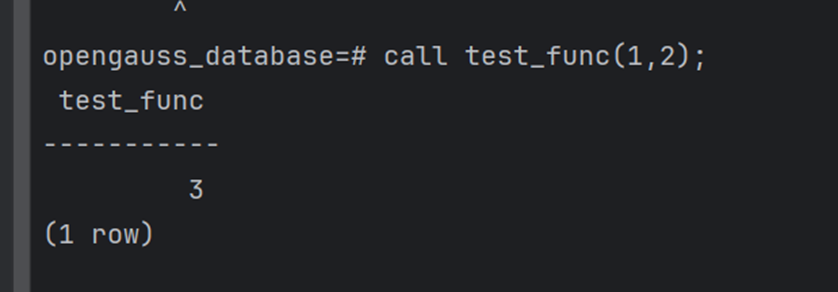 ^
opengauss_database=# call test_func(1,2);
test_func
-----------
3
(1 row)